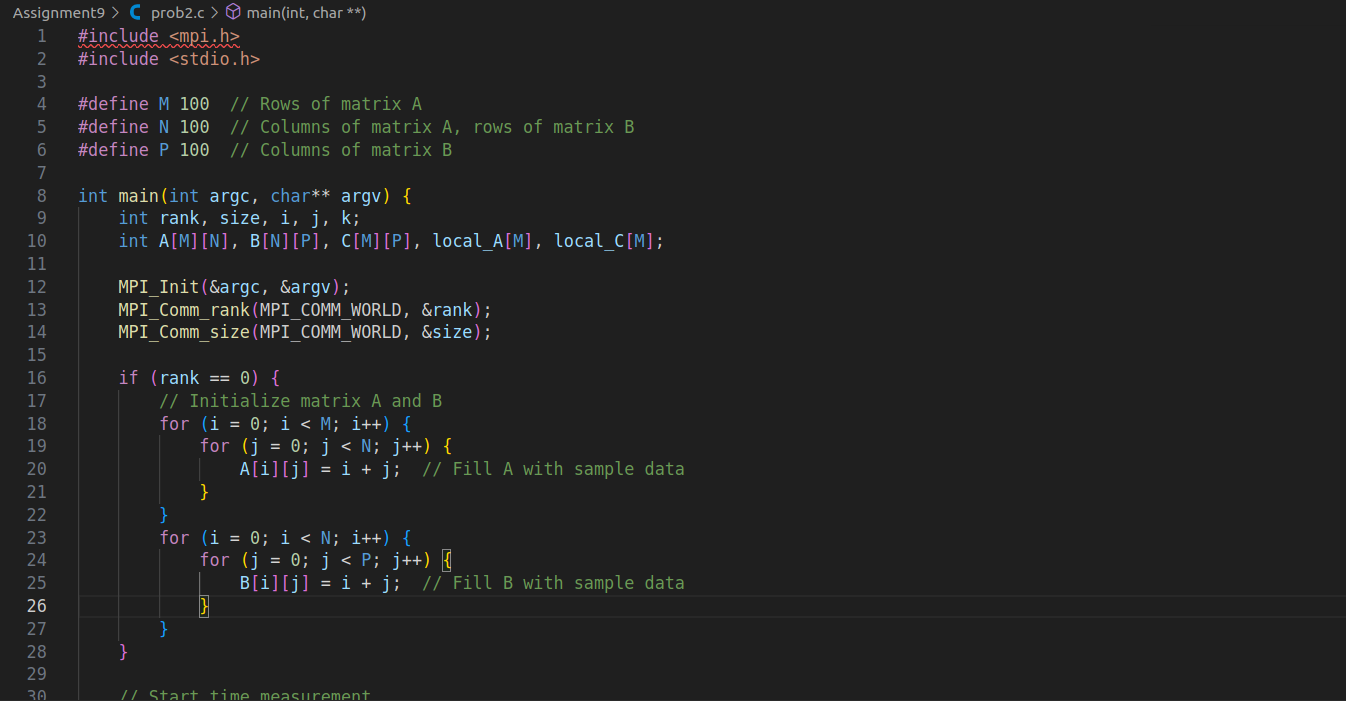 Assignment9 > C prob2.c > main(int, char **)
1 #include <mpi.h>
2 #include <stdio.h>
3
4 #define M 100  // Rows of matrix A
5 #define N 100  // Columns of matrix A, rows of matrix B
6 #define P 100  // Columns of matrix B
7
8 int main(int argc, char** argv) {
9     int rank, size, i, j, k;
10     int A[M][N], B[N][P], C[M][P], local_A[M], local_C[M];
11
12     MPI_Init(&argc, &argv);
13     MPI_Comm_rank(MPI_COMM_WORLD, &rank);
14     MPI_Comm_size(MPI_COMM_WORLD, &size);
15
16     if (rank == 0) {
17         // Initialize matrix A and B
18         for (i = 0; i < M; i++) {
19             for (j = 0; j < N; j++) {
20                 A[i][j] = i + j;  // Fill A with sample data
21             }
22         }
23         for (i = 0; i < N; i++) {
24             for (j = 0; j < P; j++) {
25                 B[i][j] = i + j;  // Fill B with sample data
26             }
27         }
28     }
29
30     // Start time measurement